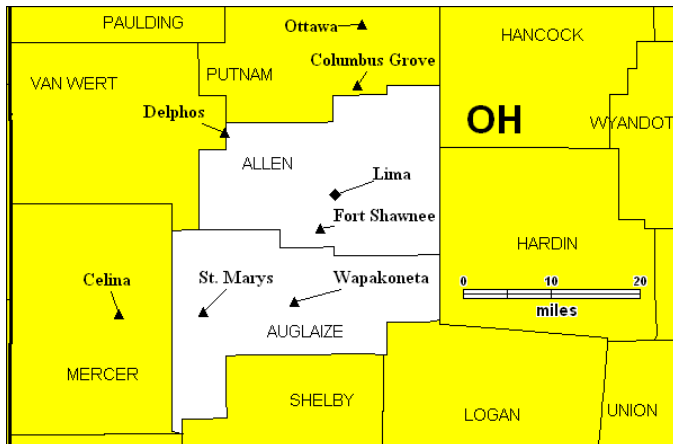 PAULDING
Ottawa
HANCOCK
Columbus Grove
VAN WERT
PUTNAM
Delphos
OH
WYANDOT
ALLEN
Lima
Fort Shawnee
HARDIN
Celina
St. Marys
Wapakoneta
0 10 20
miles
AUGLAIZE
MERCER
SHELBY
LOGAN
UNION